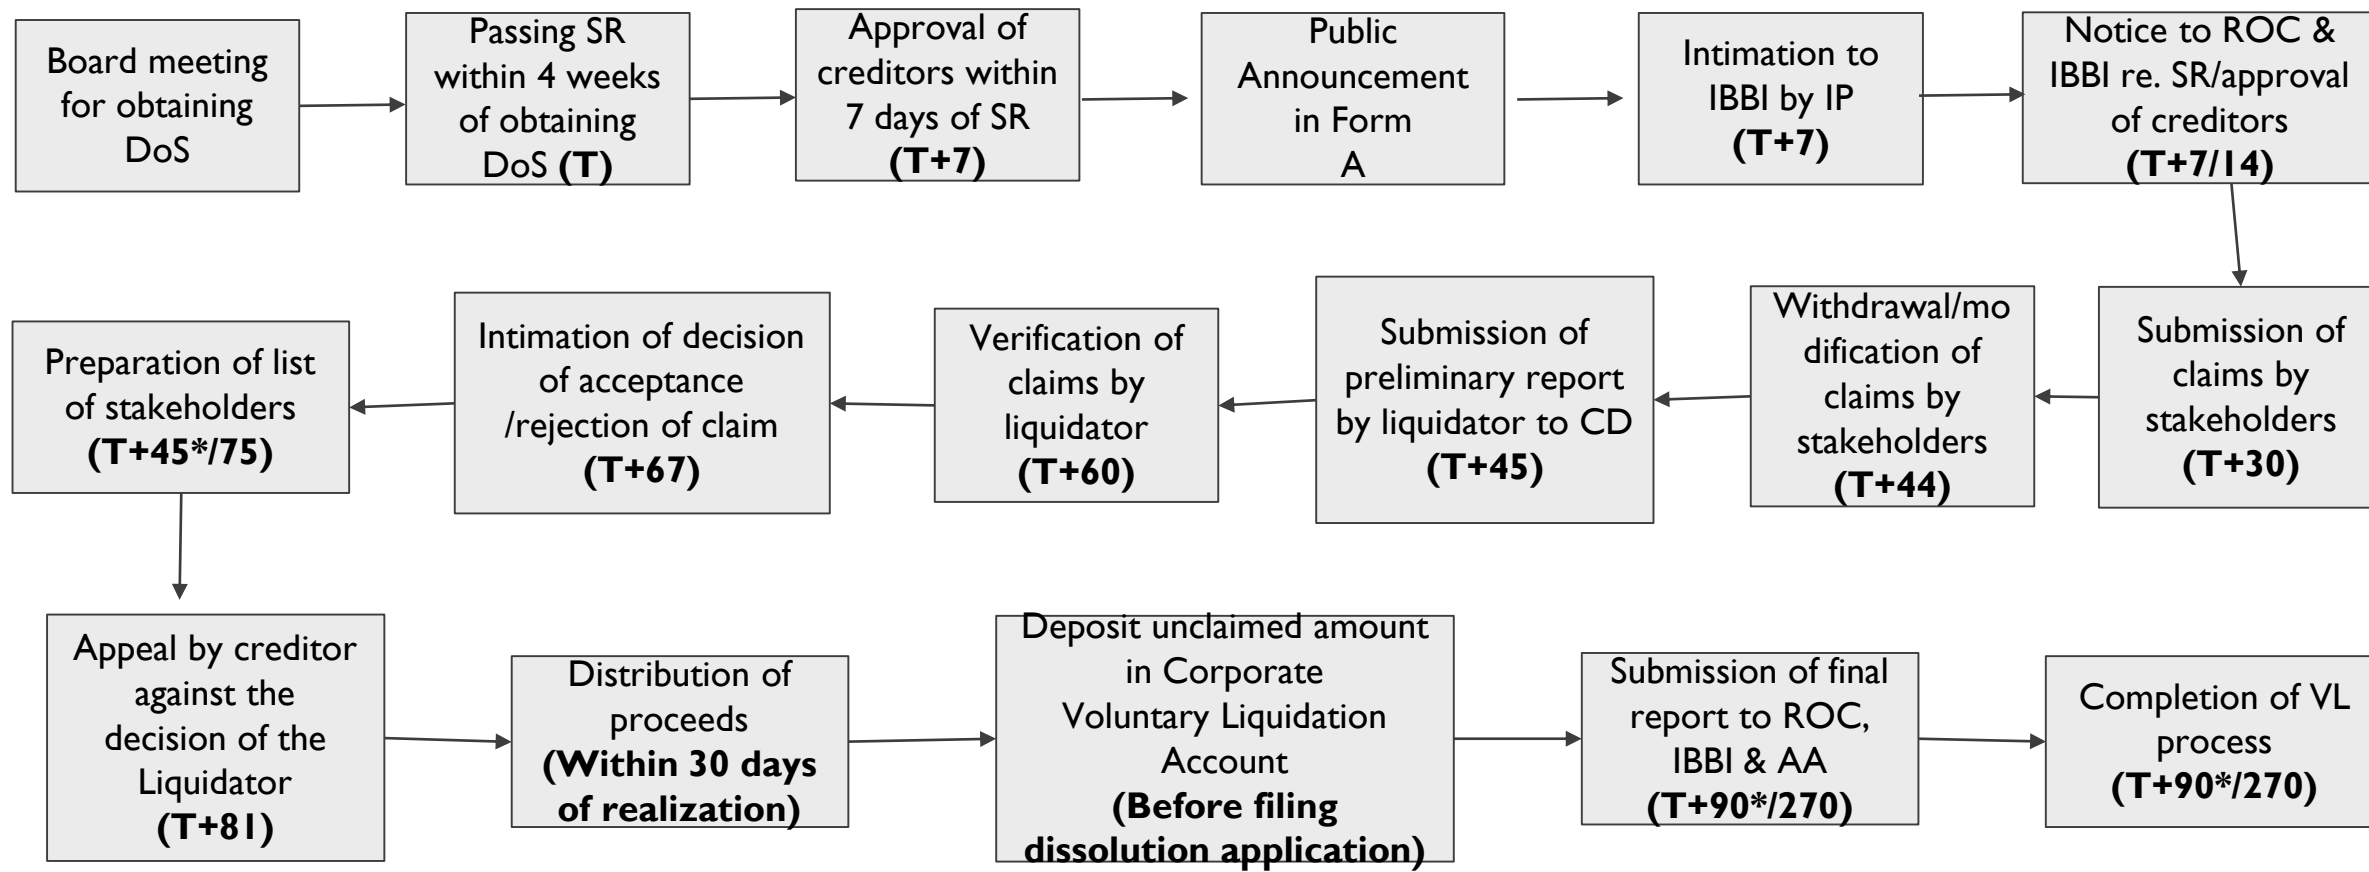 Board meeting
for obtaining
DoS
Passing SR
within 4 weeks
of obtaining
DoS (T)
Approval of
creditors within
7 days of SR
(T+7)
Public
Announcement
in Form
A
Intimation to
IBBI by IP
(T+7)
Notice to ROC &
IBBI re. SR/approval
of creditors
(T+7/14)
Submission of
claims by
stakeholders
(T+30)
Withdrawal/mo
dification of
claims by
stakeholders
(T+44)
Submission of
preliminary report
by liquidator to CD
(T+45)
Verification of
claims by
liquidator
(T+60)
Intimation of decision
of acceptance
/rejection of claim
(T+67)
Preparation of list
of stakeholders
(T+45*/75)
Appeal by creditor
against the
decision of the
Liquidator
(T+81)
Distribution of
proceeds
(Within 30 days
of realization)
Deposit unclaimed amount
in Corporate
Voluntary Liquidation
Account
(Before filing
dissolution application)
Submission of final
report to ROC,
IBBI & AA
(T+90*/270)
Completion of VL
process
(T+90*/270)